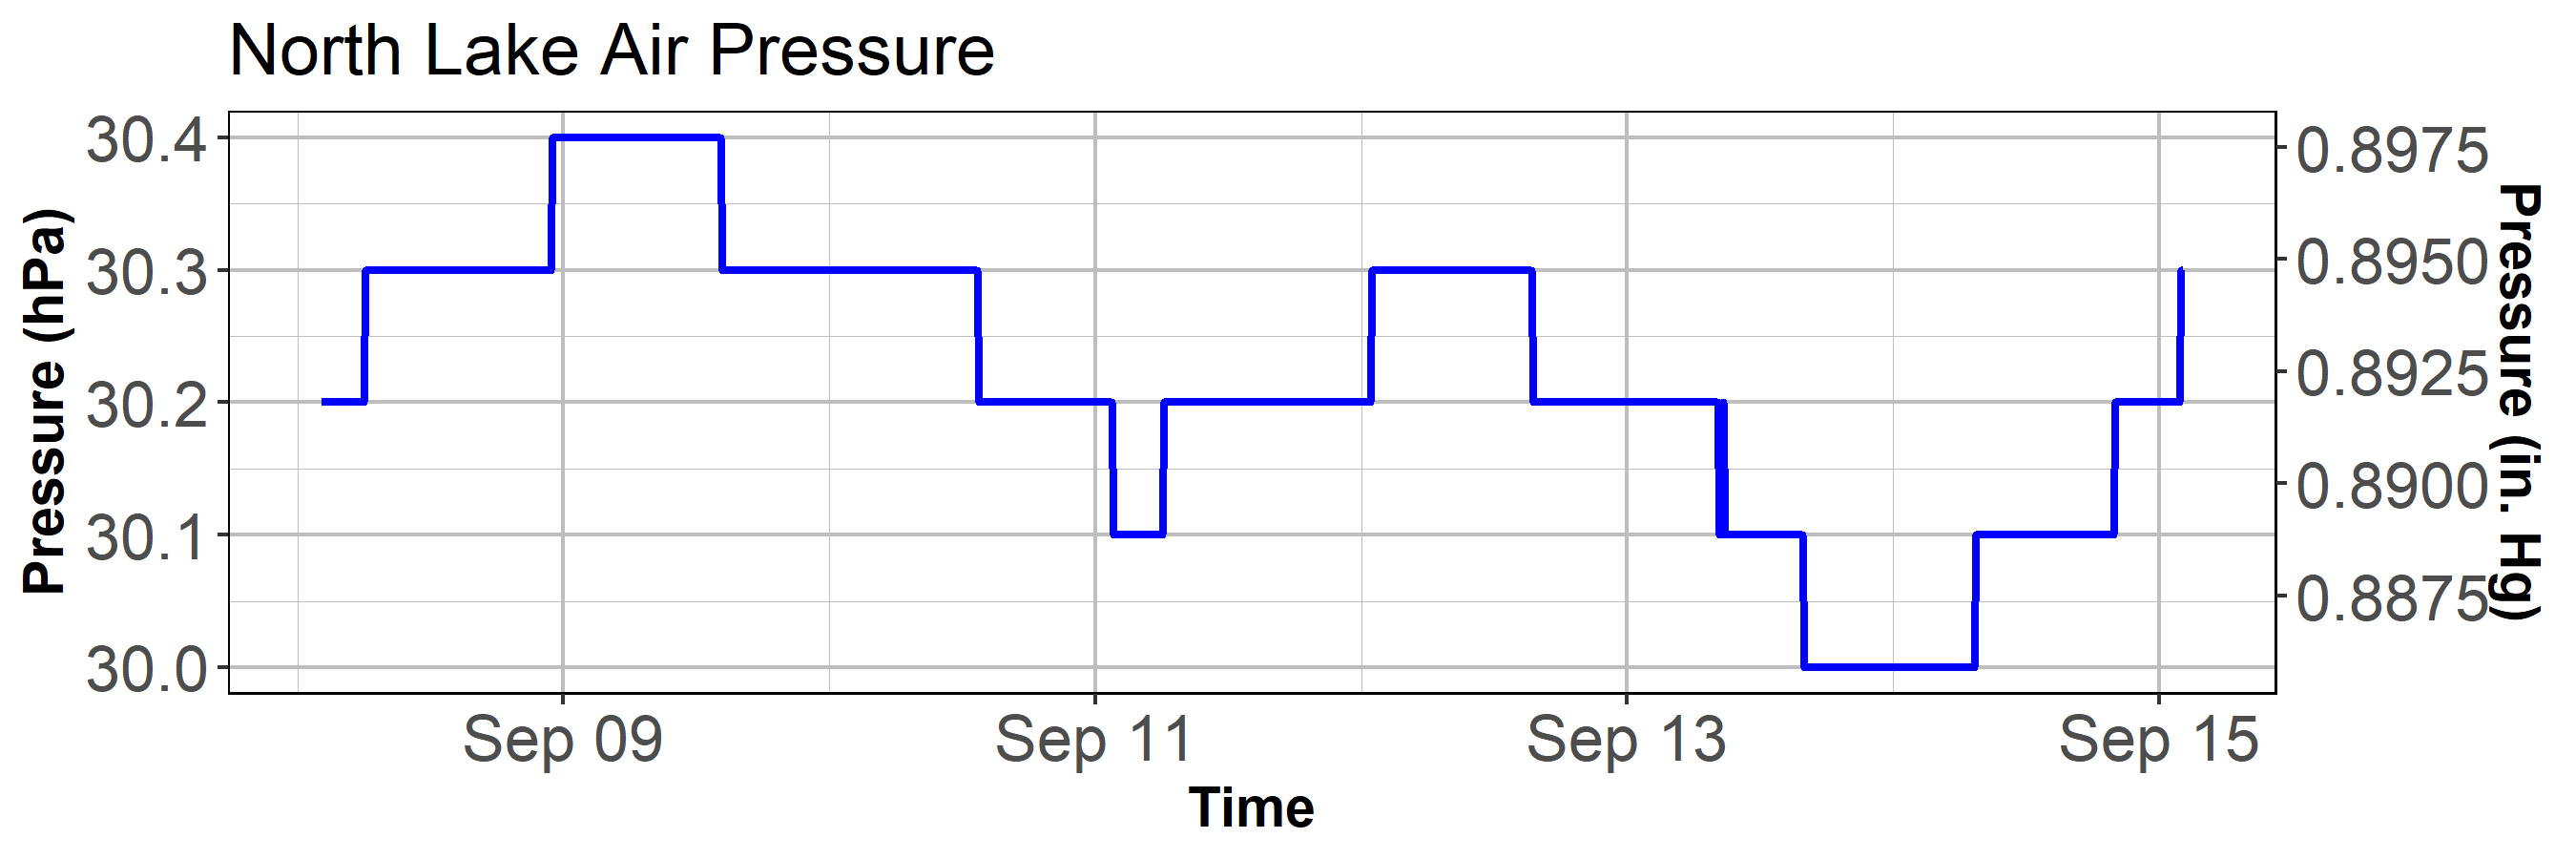 North Lake Air Pressure
30.4
30.3
30.2
30.1
30.0
Pressure (hPa)
0.8975
0.8950
0.8925
0.8900
0.8875
Pressure (in. Hg)
Sep 09 Sep 11 Sep 13 Sep 15
Time